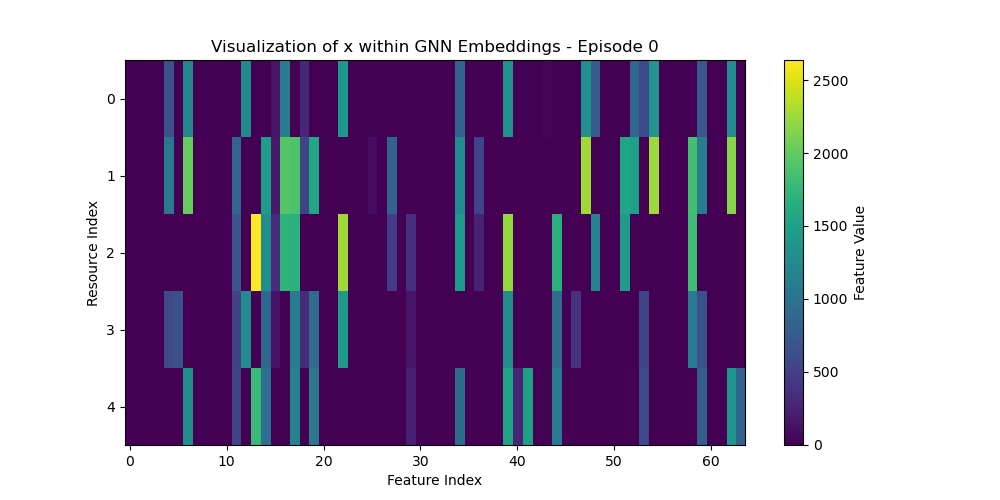 Visualization of x within GNN Embeddings - Episode 0
0
1
2
3
4
Resource Index
0 10 20 30 40 50 60
Feature Index
2500
2000
1500
1000
500
0
Feature Value